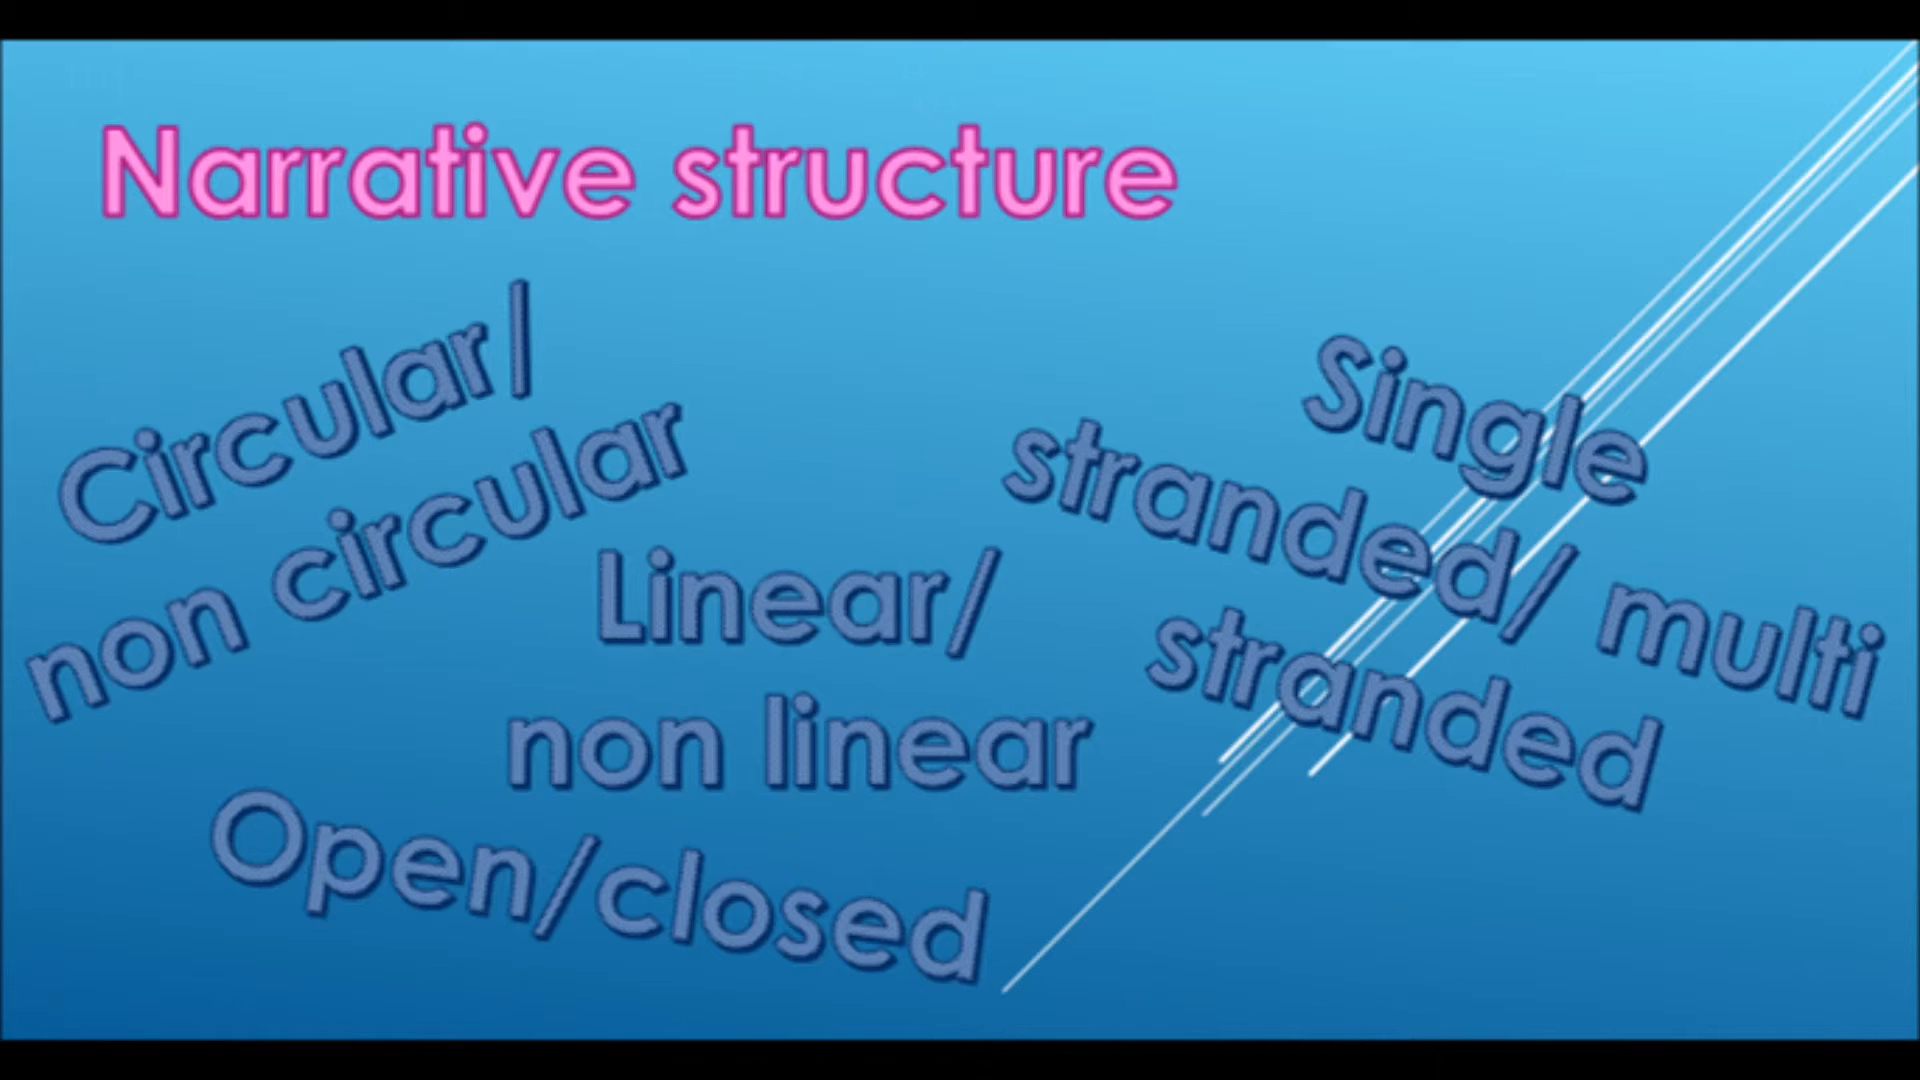 Narrative structure
Circular/
non circular
Single
stranded/ multi
stranded
Linear/
non linear
Open/closed